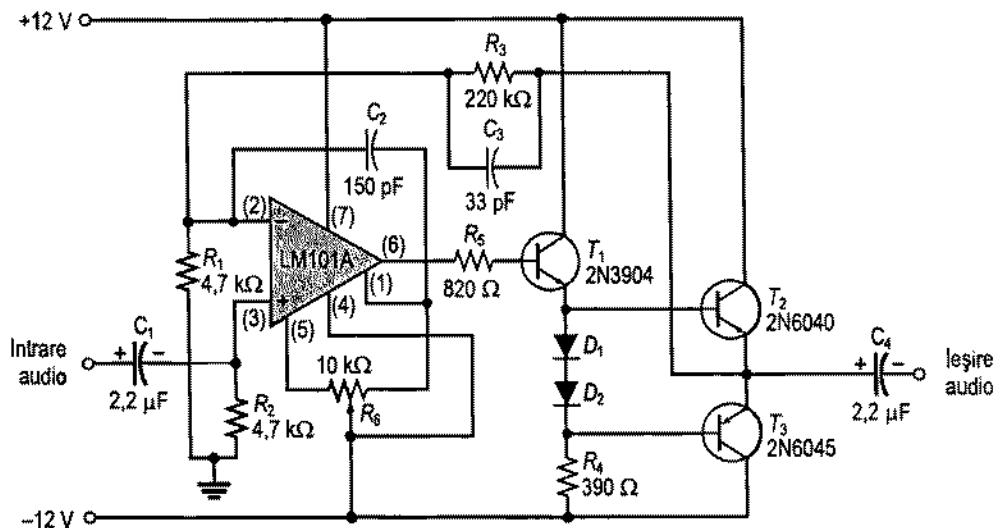 +12 V
R3
220 kΩ
C2
150 pF
C3
33 pF
(2)
(7)
LM101A
(6)
(1)
(3)
(4)
(5)
R1
4,7 kΩ
R5
820 Ω
T1
2N3904
T2
2N6040
C1
Intrare
audio
2,2 µF
10 kΩ
R6
R2
4,7 kΩ
D1
D2
C4
Ieșire
audio
2,2 µF
T3
2N6045
R4
390 Ω
–12 V